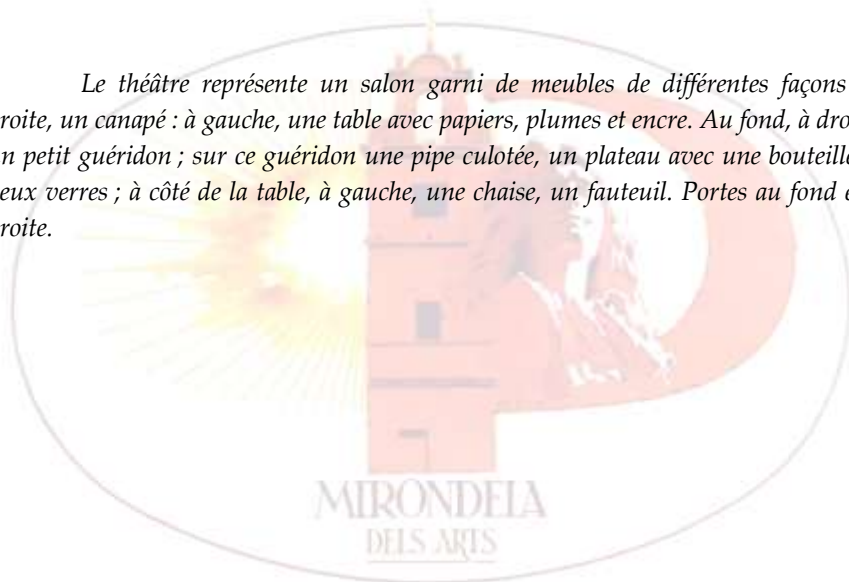 Le théâtre représente un salon garni de meubles de différentes façons
roite, un canapé : à gauche, une table avec papiers, plumes et encre. Au fond, à dro
n petit guéridon ; sur ce guéridon une pipe culotée, un plateau avec une bouteille
eux verres ; à côté de la table, à gauche, une chaise, un fauteuil. Portes au fond e
roite.
MIRONDELA
DELS ARTS